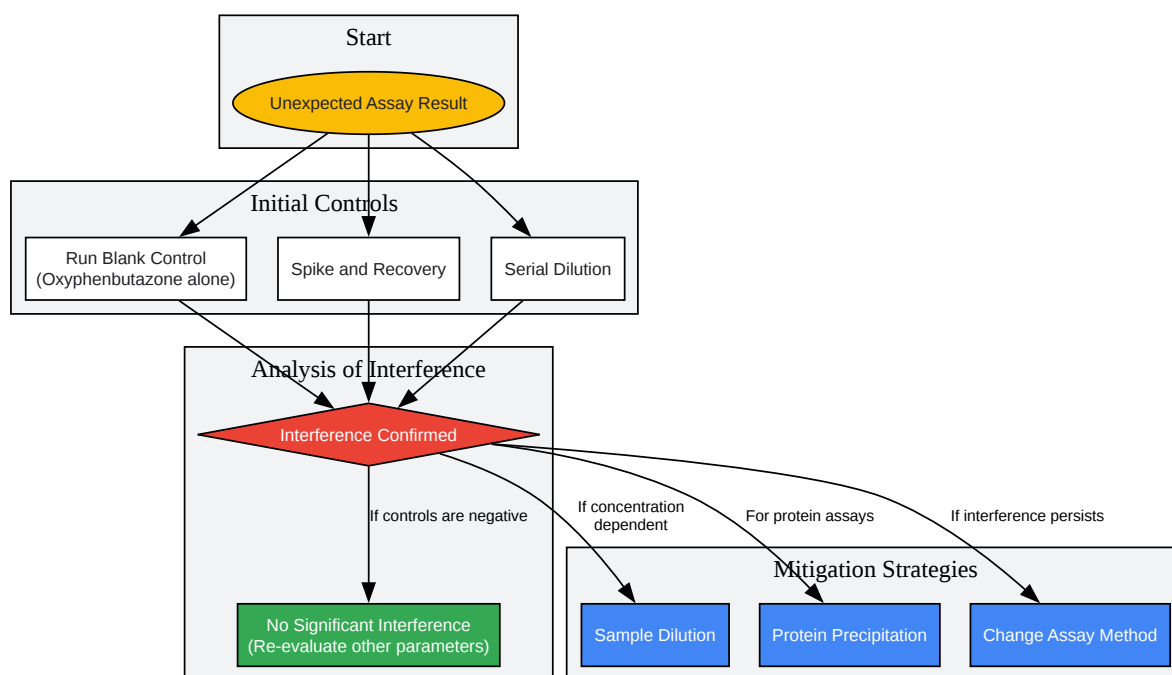 Start
Unexpected Assay Result
Initial Controls
Run Blank Control
(Oxyphenbutazone alone)
Spike and Recovery
Serial Dilution
Analysis of Interference
Interference Confirmed
If controls are negative
If concentration
dependent
For protein assays
If interference persists
Mitigation Strategies
No Significant Interference
(Re-evaluate other parameters)
Sample Dilution
Protein Precipitation
Change Assay Method